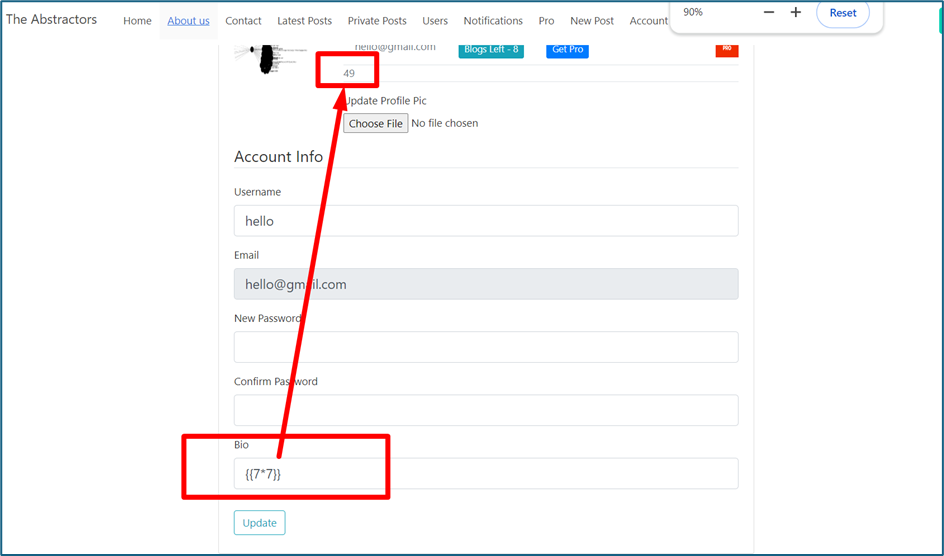 The Abstractors Home About us Contact Latest Posts Private Posts Users Notifications Pro New Post Account
90% − + Reset
hello@gmail.com Blogs Left - 8 Get Pro PRO
49
Update Profile Pic
Choose File No file chosen
Account Info
Username
hello
Email
hello@gmail.com
New Password
Confirm Password
Bio
{{7*7}}
Update